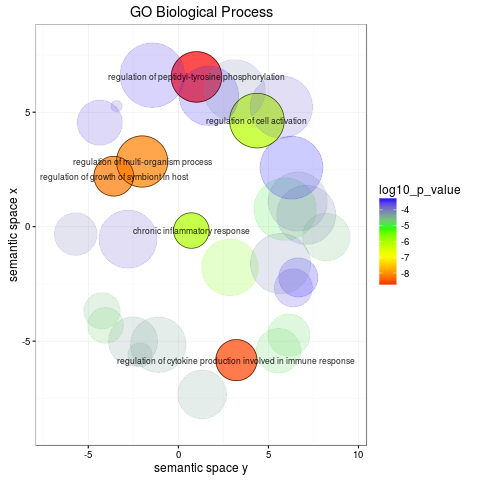 GO Biological Process
regulation of peptidyl-tyrosine phosphorylation
5
regulation of cell activation
regulation of multi-organism process
regulation of growth of symbiont in host
log10_p_value
-4
-5
-6
-7
-8
semantic space x
0
chronic inflammatory response
-5
regulation of cytokine production involved in immune response
-5
0
5
10
semantic space y